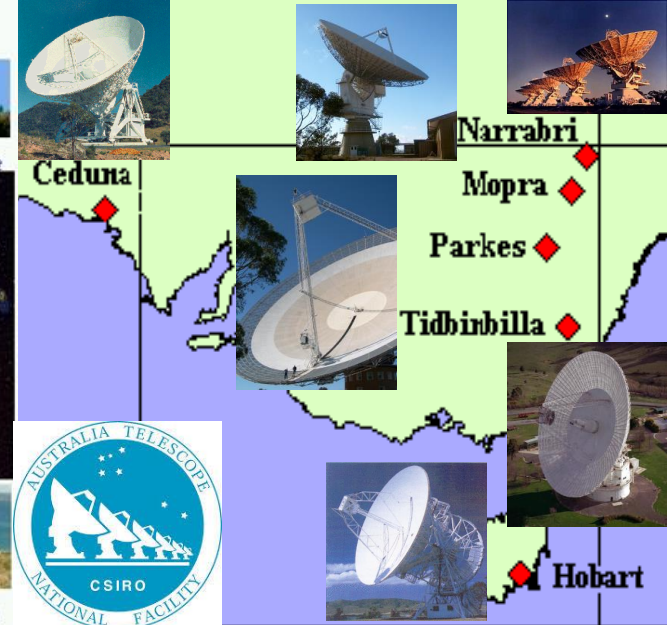 Narrabri
Ceduna
Mopra
Parkes
Tidbinbilla
Hobart
AUSTRALIA TELESCOPE
CSIRO
NATIONAL FACILITY